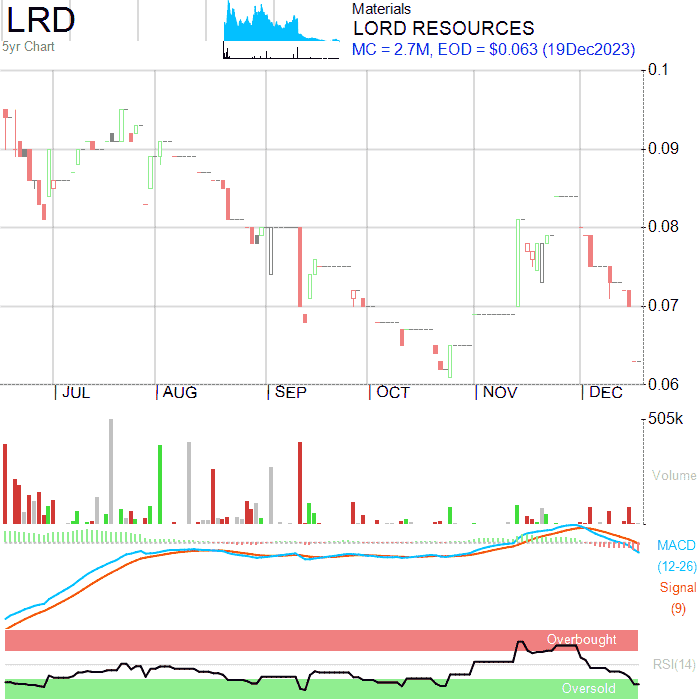 LRD
5yr Chart
Materials
LORD RESOURCES
MC = 2.7M, EOD = $0.063 (19Dec2023)
0.1
0.09
0.08
0.07
0.06
JUL AUG SEP OCT NOV DEC
505k
Volume
MACD
(12-26)
Signal
(9)
Overbought
RSI(14)
Oversold